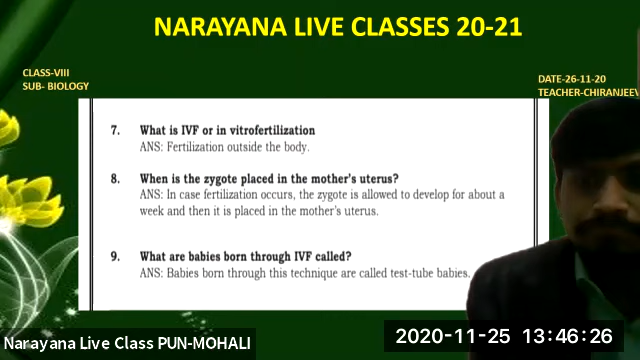 NARAYANA LIVE CLASSES 20-21
CLASS-VIII
SUB- BIOLOGY
DATE-26-11-20
TEACHER-CHIRANJEEV
7. What is IVF or in vitrofertilization
ANS: Fertilization outside the body.
8. When is the zygote placed in the mother's uterus?
ANS: In case fertilization occurs, the zygote is allowed to develop for about a
week and then it is placed in the mother's uterus.
9. What are babies born through IVF called?
ANS: Babies born through this technique are called test-tube babies.
Narayana Live Class PUN-MOHALI
2020-11-25 13:46:26